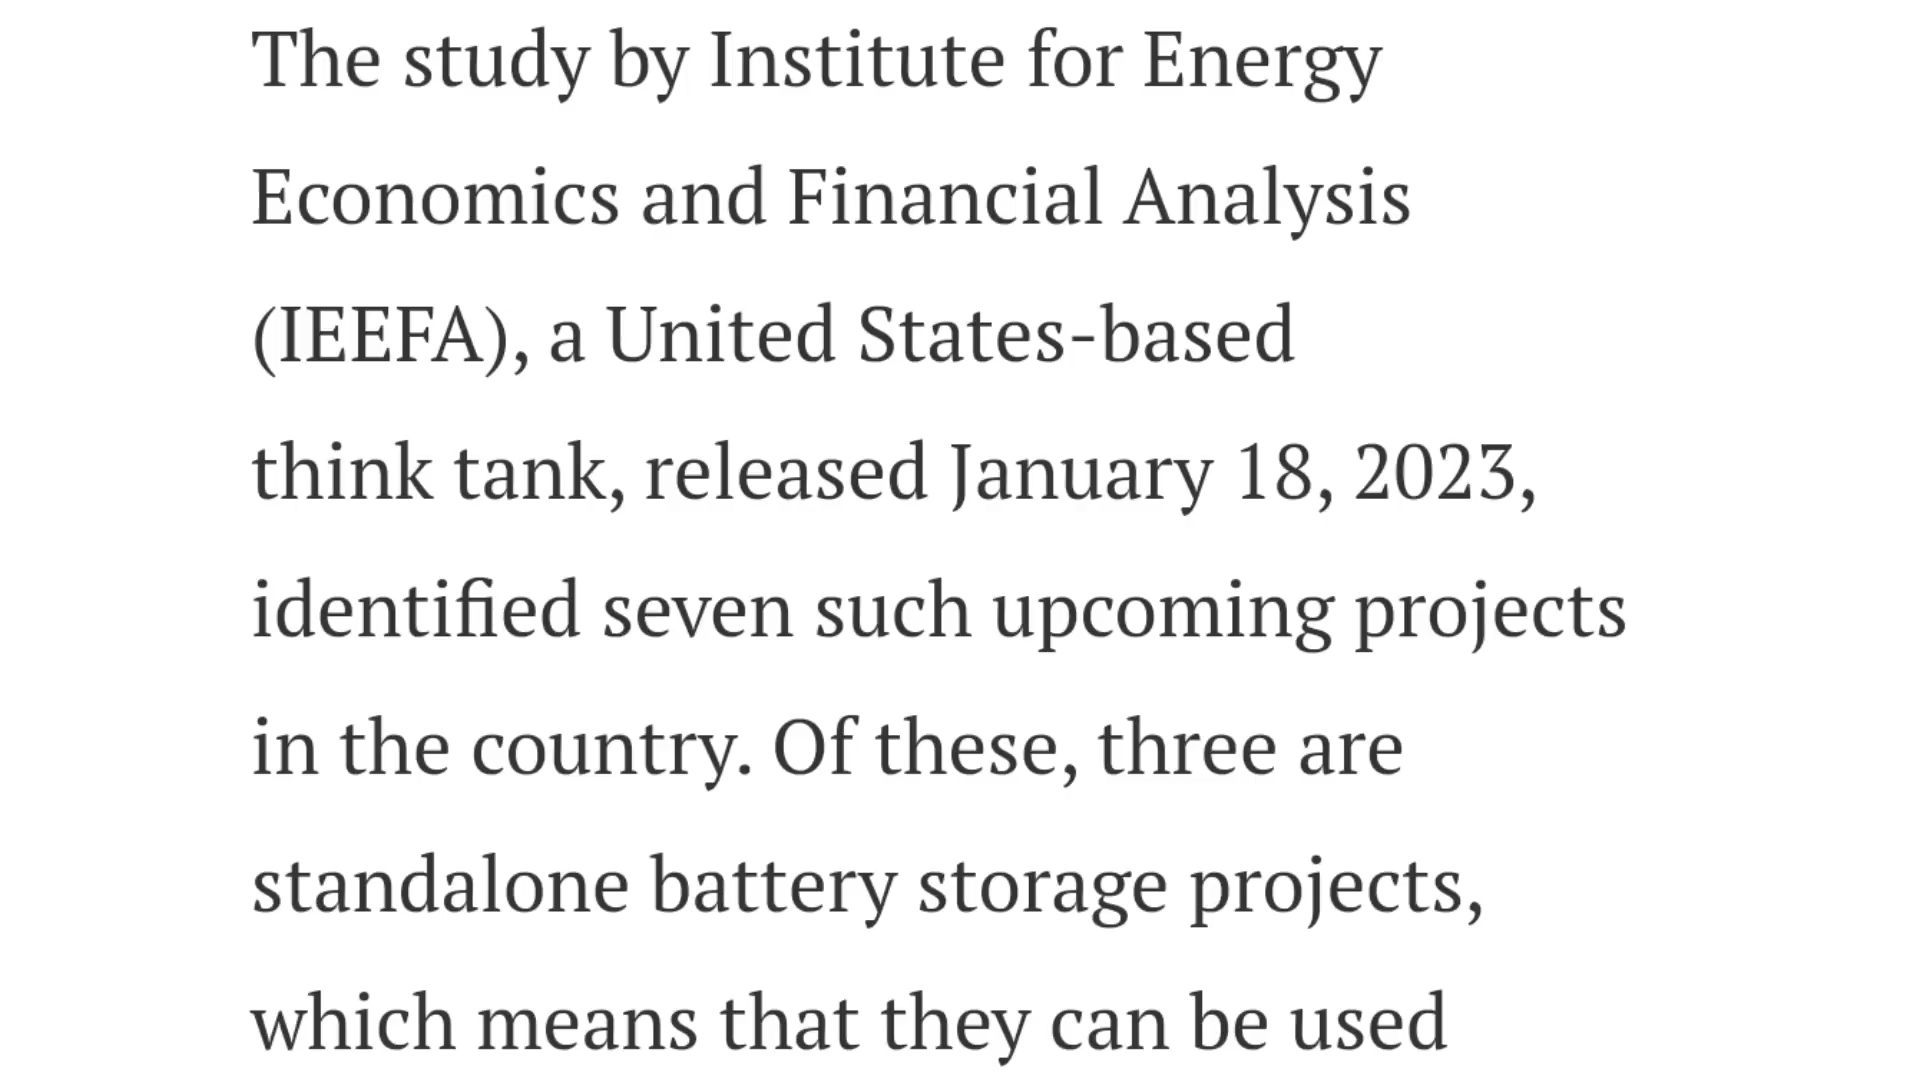 The study by Institute for Energy
Economics and Financial Analysis
(IEEFA), a United States-based
think tank, released January 18, 2023,
identified seven such upcoming projects
in the country. Of these, three are
standalone battery storage projects,
which means that they can be used